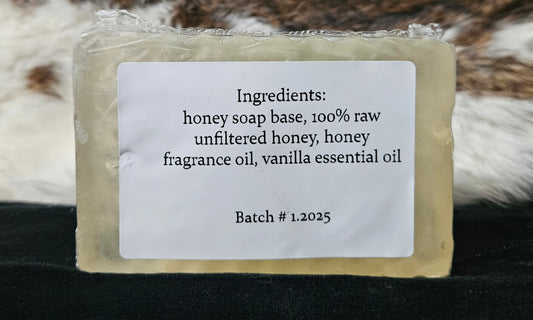 Ingredients:
honey soap base, 100% raw
unfiltered honey, honey
fragrance oil, vanilla essential oil
Batch # 1.2025